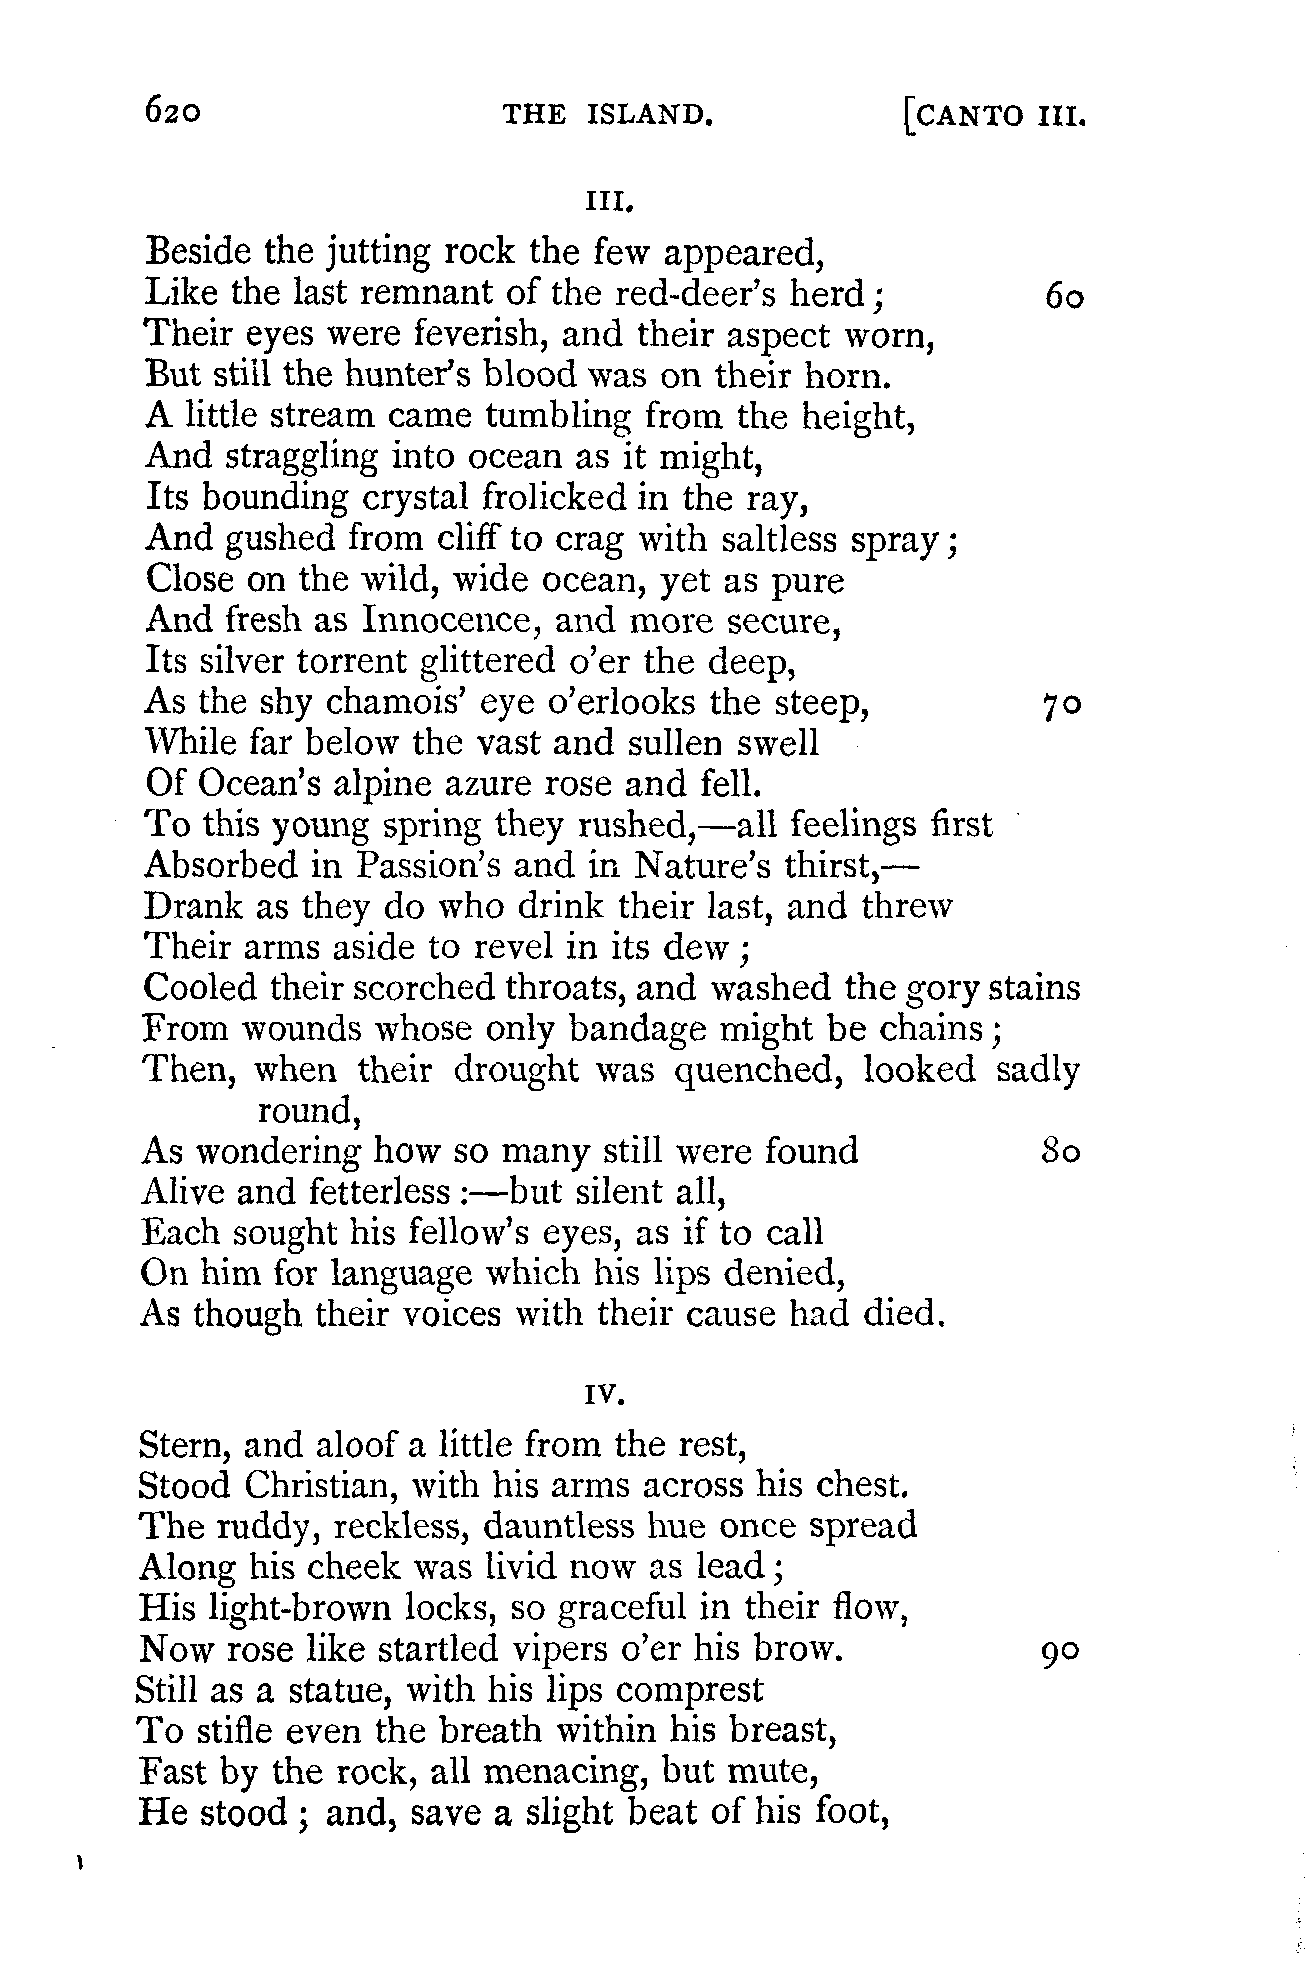 620 THE ISLAND. [CANTO III.
III.
Beside the jutting rock the few appeared,
Like the last remnant of the red-deer's herd; 60
Their eyes were feverish, and their aspect worn,
But still the hunter's blood was on their horn.
A little stream came tumbling from the height,
And straggling into ocean as it might,
Its bounding crystal frolicked in the ray,
And gushed from cliff to crag with saltless spray;
Close on the wild, wide ocean, yet as pure
And fresh as Innocence, and more secure,
Its silver torrent glittered o'er the deep,
As the shy chamois' eye o'erlooks the steep, 70
While far below the vast and sullen swell
Of Ocean's alpine azure rose and fell.
To this young spring they rushed,—all feelings first
Absorbed in Passion's and in Nature's thirst,—
Drank as they do who drink their last, and threw
Their arms aside to revel in its dew;
Cooled their scorched throats, and washed the gory stains
From wounds whose only bandage might be chains;
Then, when their drought was quenched, looked sadly
round,
As wondering how so many still were found 80
Alive and fetterless:—but silent all,
Each sought his fellow's eyes, as if to call
On him for language which his lips denied,
As though their voices with their cause had died.
IV.
Stern, and aloof a little from the rest,
Stood Christian, with his arms across his chest.
The ruddy, reckless, dauntless hue once spread
Along his cheek was livid now as lead;
His light-brown locks, so graceful in their flow,
Now rose like startled vipers o'er his brow. 90
Still as a statue, with his lips comprest
To stifle even the breath within his breast,
Fast by the rock, all menacing, but mute,
He stood; and, save a slight beat of his foot,